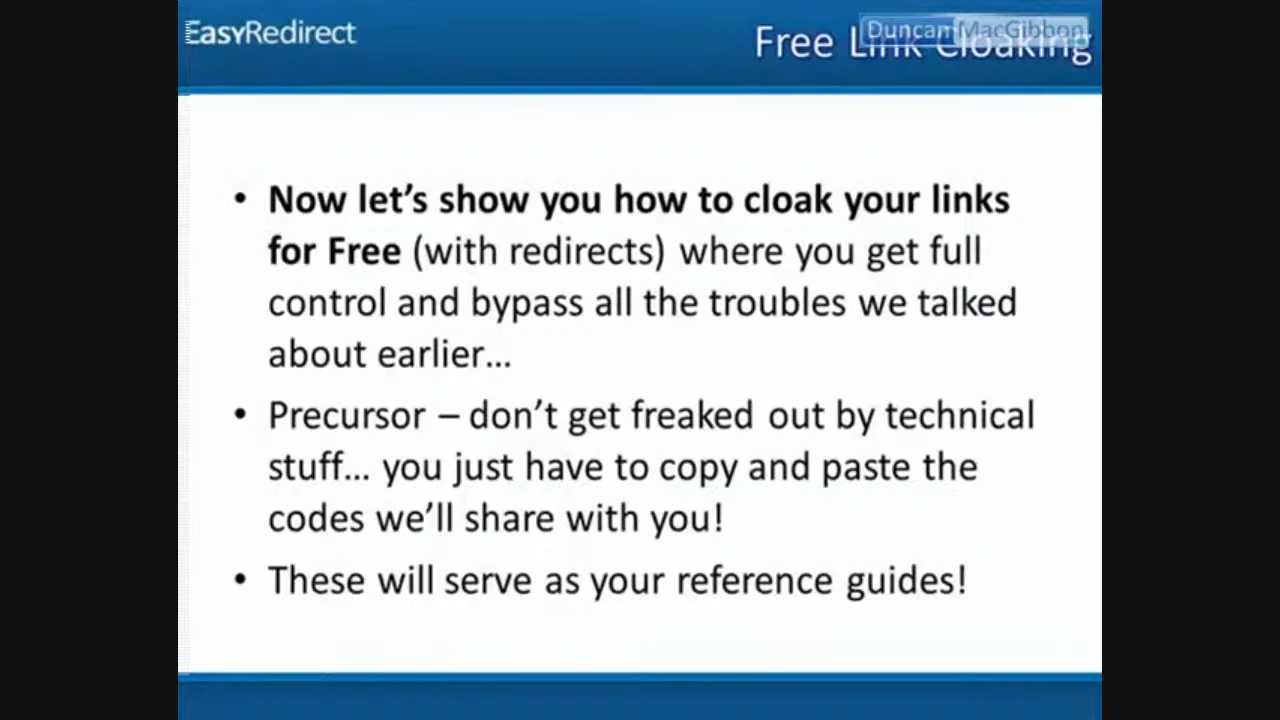 EasyRedirect
Free Link Cloaking
Duncan MacGibbon
• Now let's show you how to cloak your links
for Free (with redirects) where you get full
control and bypass all the troubles we talked
about earlier…
• Precursor – don't get freaked out by technical
stuff… you just have to copy and paste the
codes we'll share with you!
• These will serve as your reference guides!